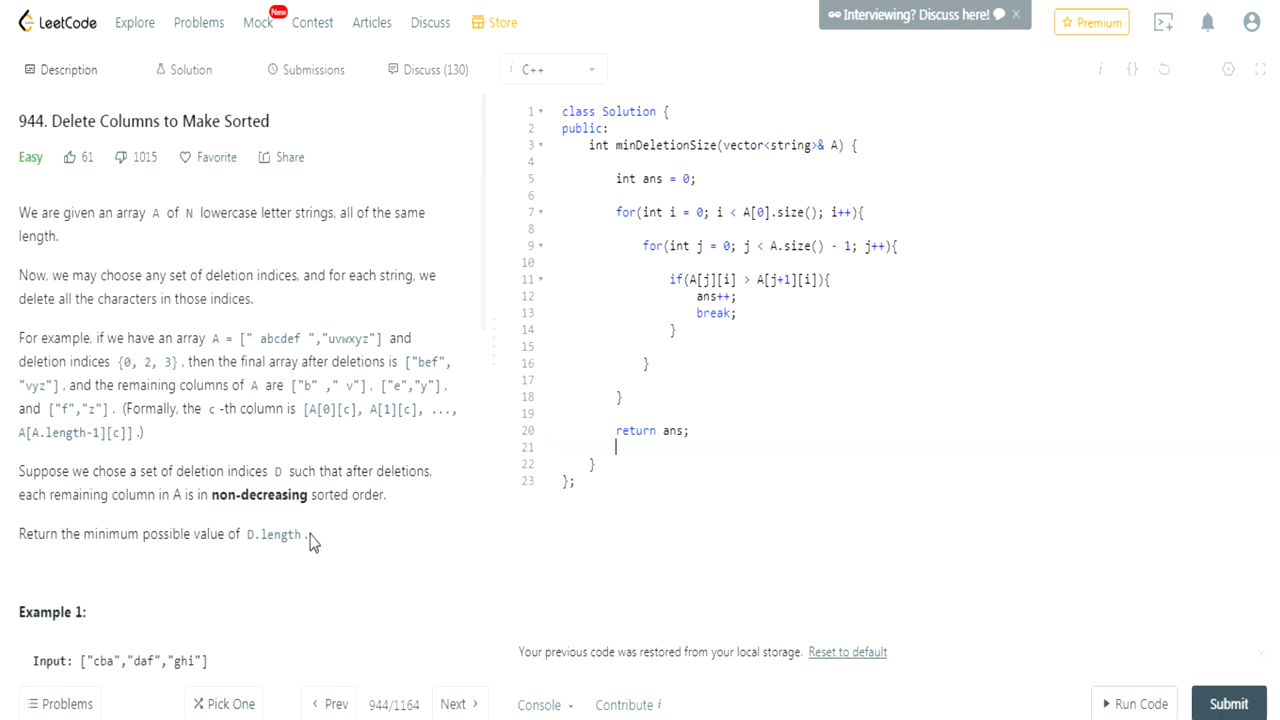 LeetCode Explore Problems Mock New Contest Articles Discuss Store Interviewing? Discuss here! x Premium
Description Solution Submissions Discuss (130) i C++ i {}
944. Delete Columns to Make Sorted
Easy 61 1015 Favorite Share
We are given an array A of N lowercase letter strings, all of the same
length.
Now, we may choose any set of deletion indices, and for each string, we
delete all the characters in those indices.
For example, if we have an array A = [" abcdef ","uvwxyz"] and
deletion indices {0, 2, 3}, then the final array after deletions is ["bef",
"vyz"], and the remaining columns of A are ["b" ," v"], ["e","y"],
and ["f","z"]. (Formally, the c -th column is [A[0][c], A[1][c], ...,
A[A.length-1][c]].)
Suppose we chose a set of deletion indices D such that after deletions,
each remaining column in A is in non-decreasing sorted order.
Return the minimum possible value of D.length.
Example 1:
Input: ["cba","daf","ghi"]
1 class Solution {
2 public:
3 int minDeletionSize(vector<string>& A) {
4
5 int ans = 0;
6
7 for(int i = 0; i < A[0].size(); i++){
8
9 for(int j = 0; j < A.size() - 1; j++){
10
11 if(A[j][i] > A[j+1][i]){
12 ans++;
13 break;
14 }
15
16 }
17
18 }
19
20 return ans;
21
22 }
23 };
Your previous code was restored from your local storage. Reset to default x
Problems Pick One Prev 944/1164 Next Console Contribute i Run Code Submit